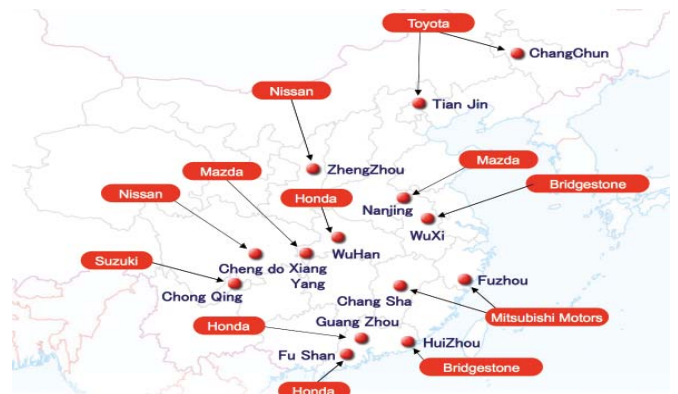 Toyota
ChangChun
Nissan
Tian Jin
Mazda
ZhengZhou
Mazda
Nissan
Honda
Bridgestone
Nanjing
WuXi
WuHan
Suzuki
Cheng do Xiang
Yang
Fuzhou
Chong Qing
Chang Sha
Mitsubishi Motors
Honda
Guang Zhou
HuiZhou
Fu Shan
Bridgestone
Honda